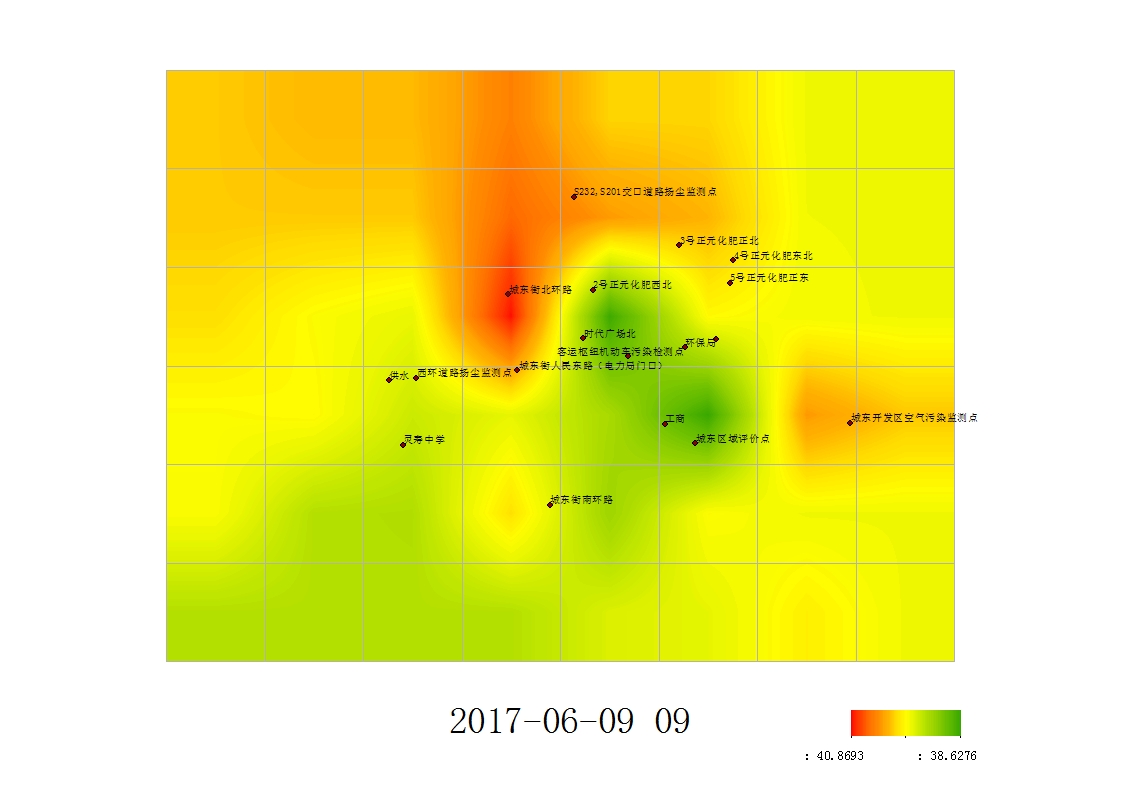 S232,S201交口道路扬尘监测点
3号正元化肥正北
4号正元化肥东北
5号正元化肥正东
2号正元化肥西北
城东街北环路
时代广场北
环保局
客运枢纽机动车污染检测点
城东街人民东路（电力局门口）
供水
西环道路扬尘监测点
工商
城东开发区空气污染监测点
城东区域评价点
灵寿中学
城东街南环路
2017-06-09 09
: 40.8693
: 38.6276